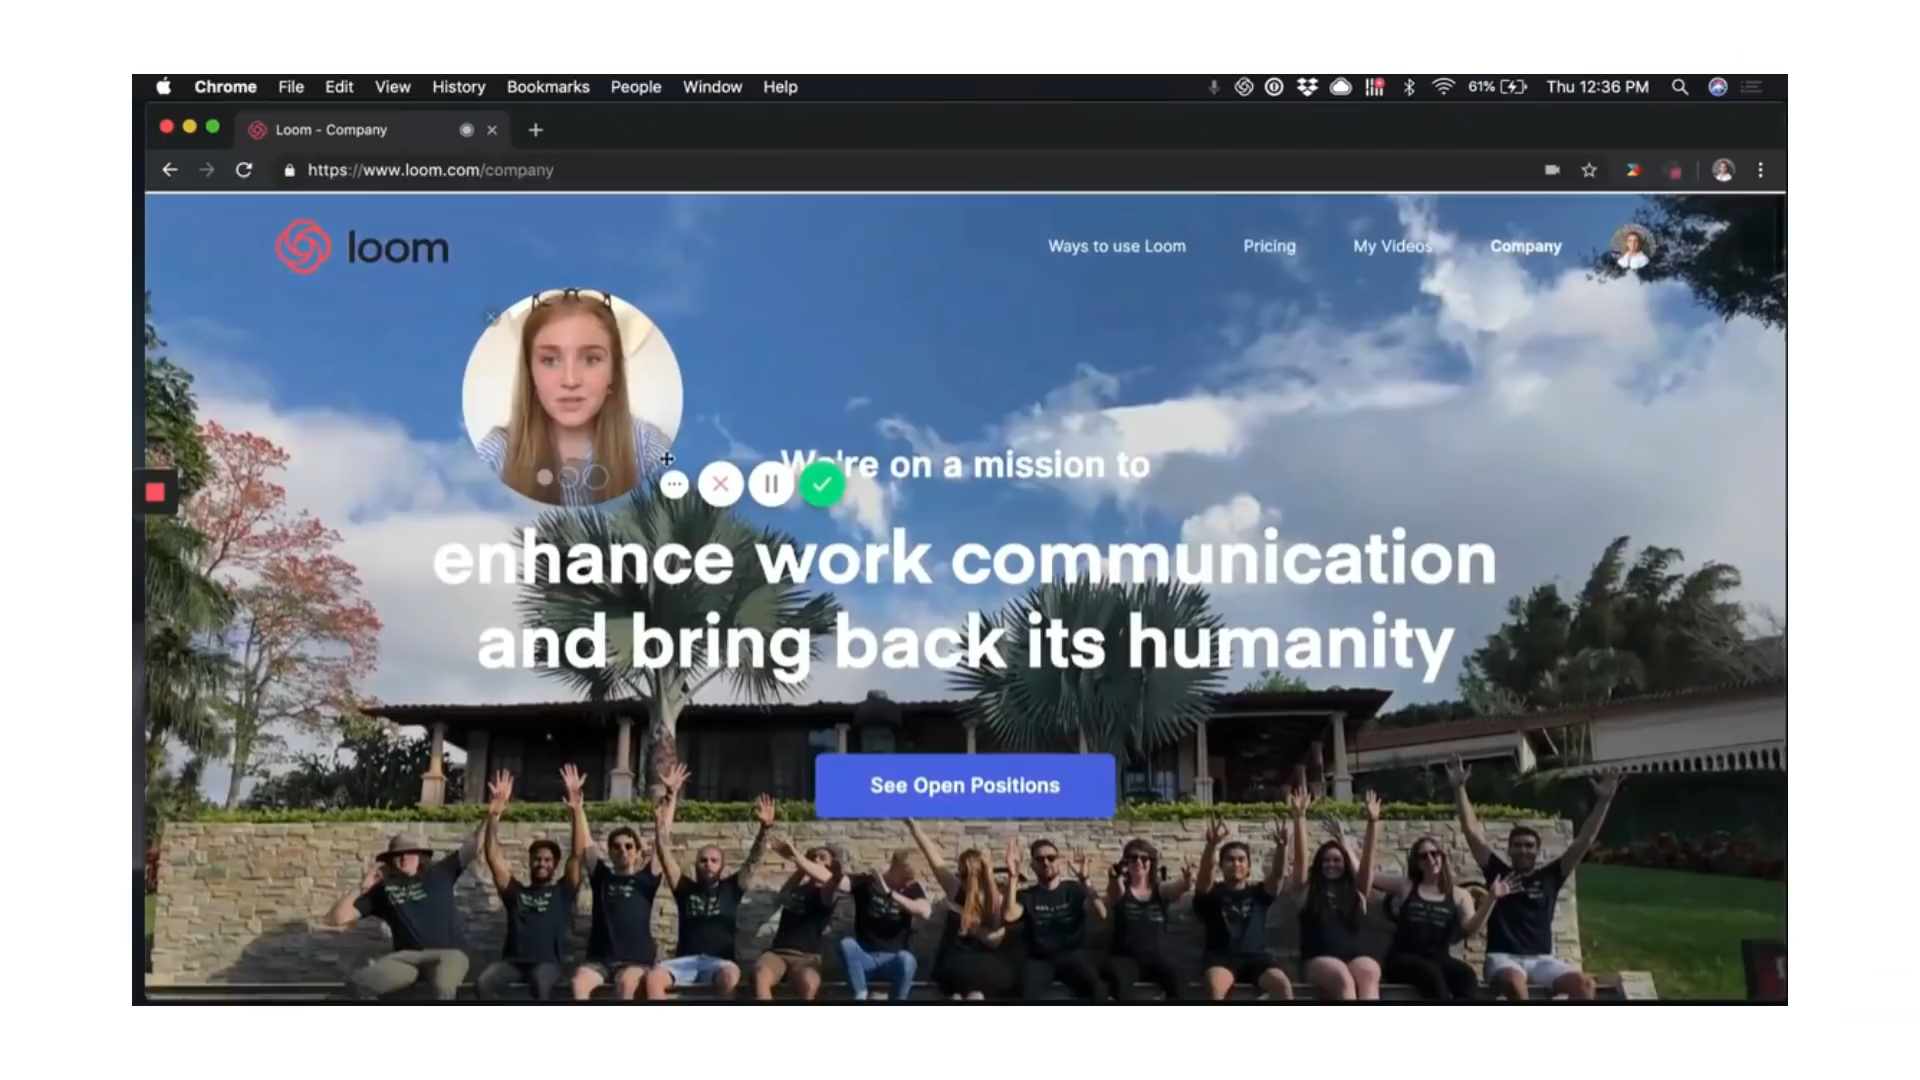 Chrome File Edit View History Bookmarks People Window Help 61% Thu 12:36 PM
Loom - Company
https://www.loom.com/company
loom Ways to use Loom Pricing My Videos Company
We're on a mission to
enhance work communication
and bring back its humanity
See Open Positions